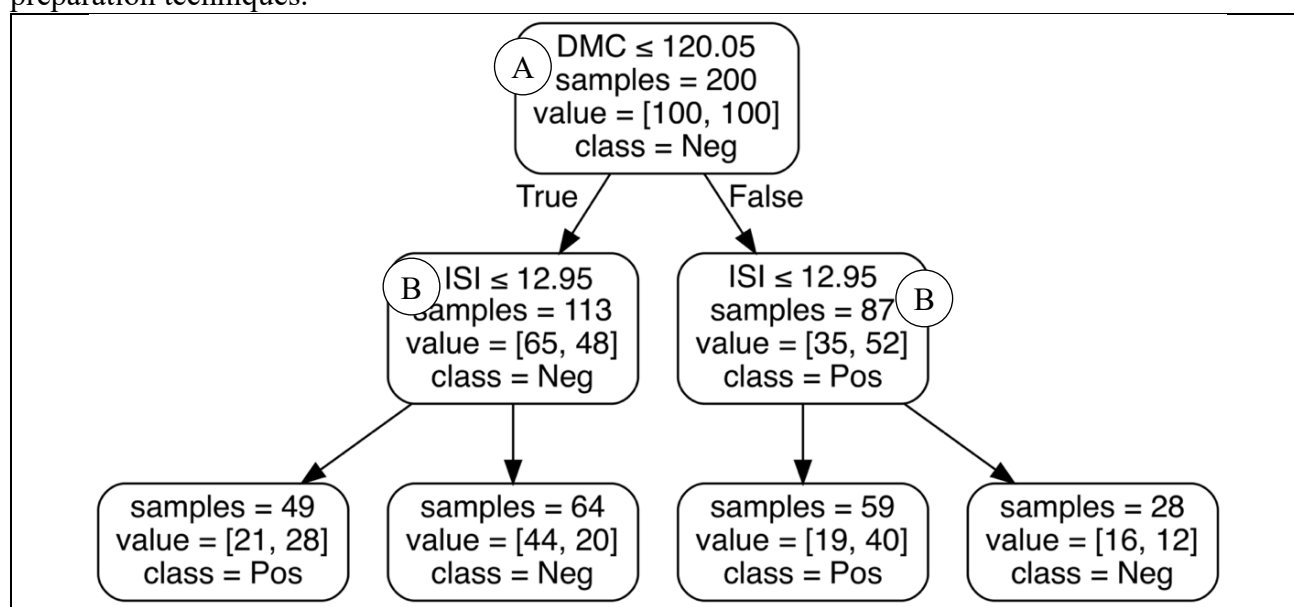 preparation techniques.
A
DMC ≤ 120.05
samples = 200
value = [100, 100]
class = Neg
True
False
B
ISI ≤ 12.95
samples = 113
value = [65, 48]
class = Neg
ISI ≤ 12.95
samples = 87
value = [35, 52]
class = Pos
B
samples = 49
value = [21, 28]
class = Pos
samples = 64
value = [44, 20]
class = Neg
samples = 59
value = [19, 40]
class = Pos
samples = 28
value = [16, 12]
class = Neg